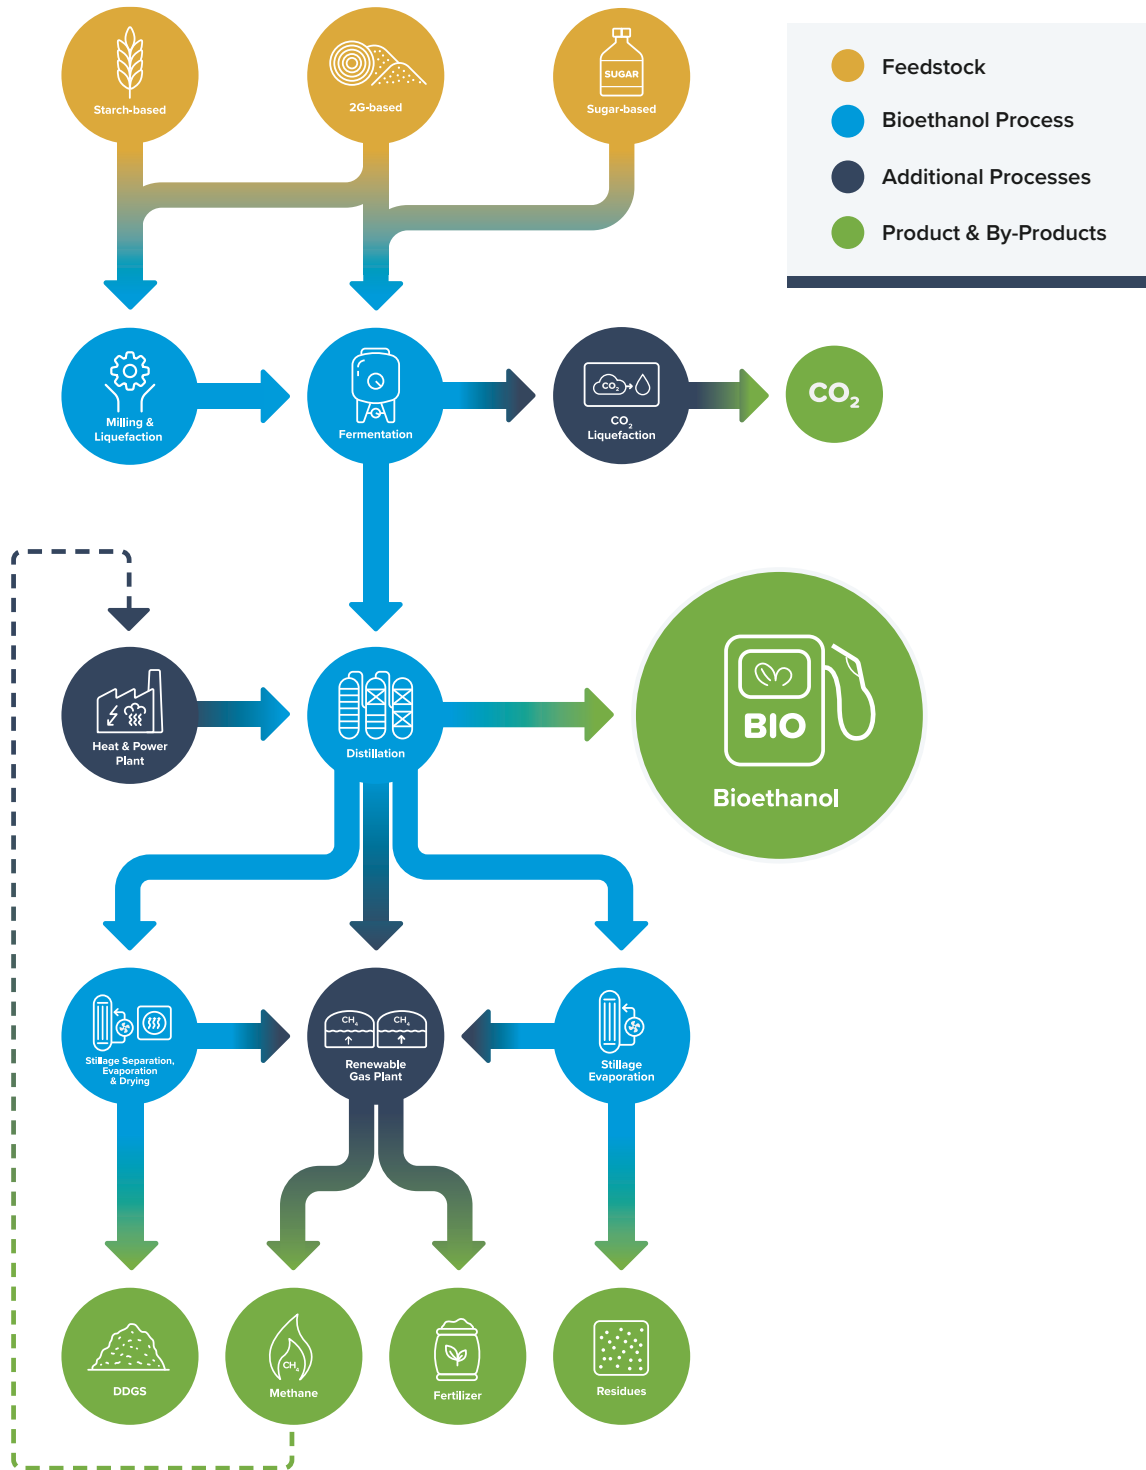 Starch-based
2G-based
SUGAR
Sugar-based
Feedstock
Bioethanol Process
Additional Processes
Product & By-Products
Milling &
Liquefaction
Fermentation
CO₂
CO₂
Liquefaction
CO₂
Heat & Power
Plant
Distillation
BIO
Bioethanol
Stillage Separation,
Evaporation
& Drying
CH₄
CH₄
Renewable
Gas Plant
Stillage
Evaporation
DDGS
CH₄
Methane
Fertilizer
Residues